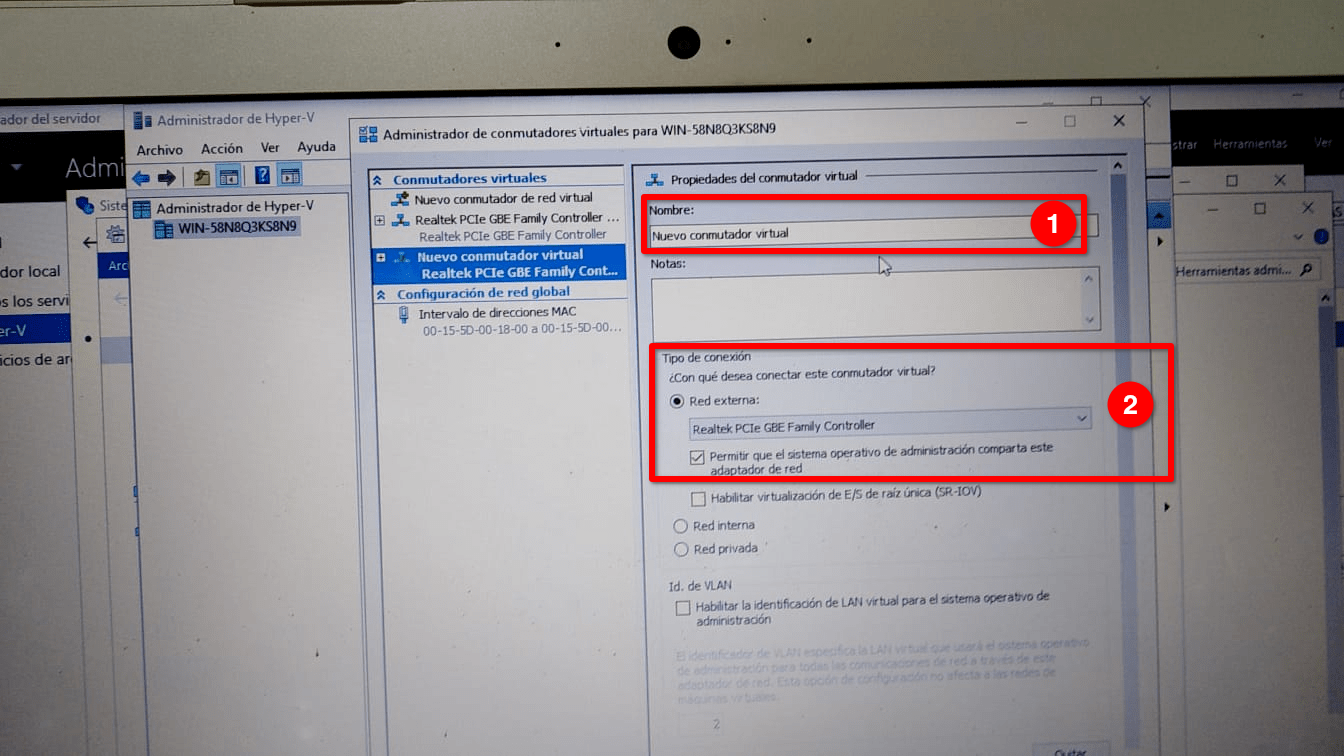 ador del servidor
Admi
dor local
os los servi
er-V
icios de ar
Siste
Arc
Administrador de Hyper-V
Archivo Acción Ver Ayuda
Administrador de Hyper-V
WIN-58N8Q3KS8N9
Administrador de conmutadores virtuales para WIN-58N8Q3KS8N9
Conmutadores virtuales
Nuevo conmutador de red virtual
Realtek PCIe GBE Family Controller ...
Realtek PCIe GBE Family Controller
Nuevo conmutador virtual
Realtek PCIe GBE Family Cont...
Configuración de red global
Intervalo de direcciones MAC
00-15-5D-00-18-00 a 00-15-5D-00...
Propiedades del conmutador virtual
Nombre:
Nuevo conmutador virtual
1
Notas:
Tipo de conexión
¿Con qué desea conectar este conmutador virtual?
Red externa:
Realtek PCIe GBE Family Controller
2
Permitir que el sistema operativo de administración comparta este
adaptador de red
Habilitar virtualización de E/S de raíz única (SR-IOV)
Red interna
Red privada
Id. de VLAN
Habilitar la identificación de LAN virtual para el sistema operativo de
administración
El identificador de VLAN especifica la LAN virtual que usará el sistema operativo
de administración para todas las comunicaciones de red a través de este
adaptador de red. Esta opción de configuración no afecta a las redes de
máquinas virtuales.
2
Quitar
strar Herramientas Ver
Herramientas admi...